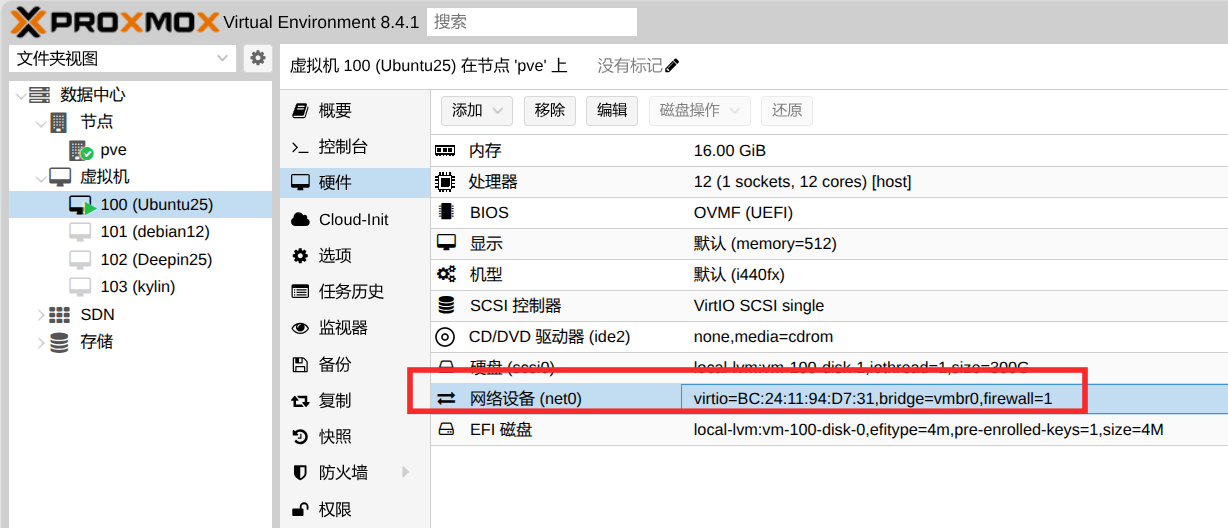 PROXMOX Virtual Environment 8.4.1 搜索
文件夹视图
数据中心
节点
pve
虚拟机
100 (Ubuntu25)
101 (debian12)
102 (Deepin25)
103 (kylin)
SDN
存储
虚拟机 100 (Ubuntu25) 在节点 'pve' 上 没有标记
概要
控制台
硬件
Cloud-Init
选项
任务历史
监视器
备份
复制
快照
防火墙
权限
添加 移除 编辑 磁盘操作 还原
内存 16.00 GiB
处理器 12 (1 sockets, 12 cores) [host]
BIOS OVMF (UEFI)
显示 默认 (memory=512)
机型 默认 (i440fx)
SCSI 控制器 VirtIO SCSI single
CD/DVD 驱动器 (ide2) none,media=cdrom
硬盘 (scsi0) local-lvm:vm-100-disk-1,iothread=1,size=300G
网络设备 (net0) virtio=BC:24:11:94:D7:31,bridge=vmbr0,firewall=1
EFI 磁盘 local-lvm:vm-100-disk-0,efitype=4m,pre-enrolled-keys=1,size=4M